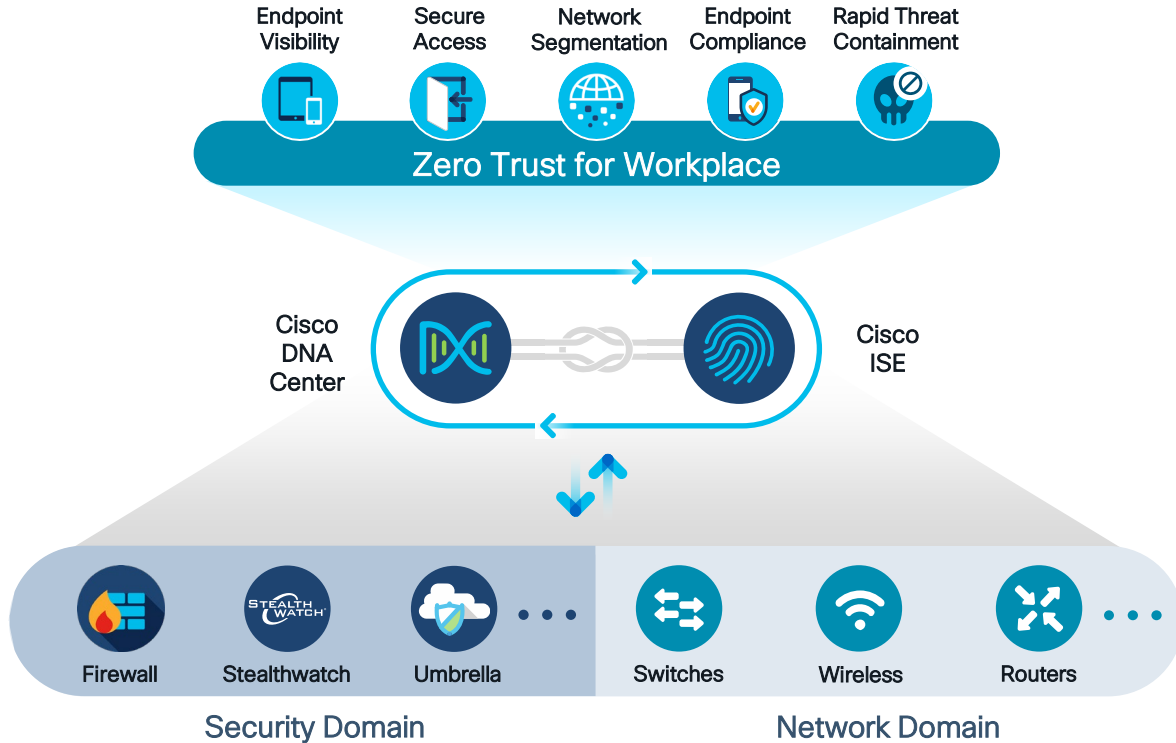 Endpoint
Visibility
Secure
Access
Network
Segmentation
Endpoint
Compliance
Rapid Threat
Containment
Zero Trust for Workplace
Cisco
DNA
Center
Cisco
ISE
STEALTH
WATCH
Firewall
Stealthwatch
Umbrella
Switches
Wireless
Routers
Security Domain
Network Domain